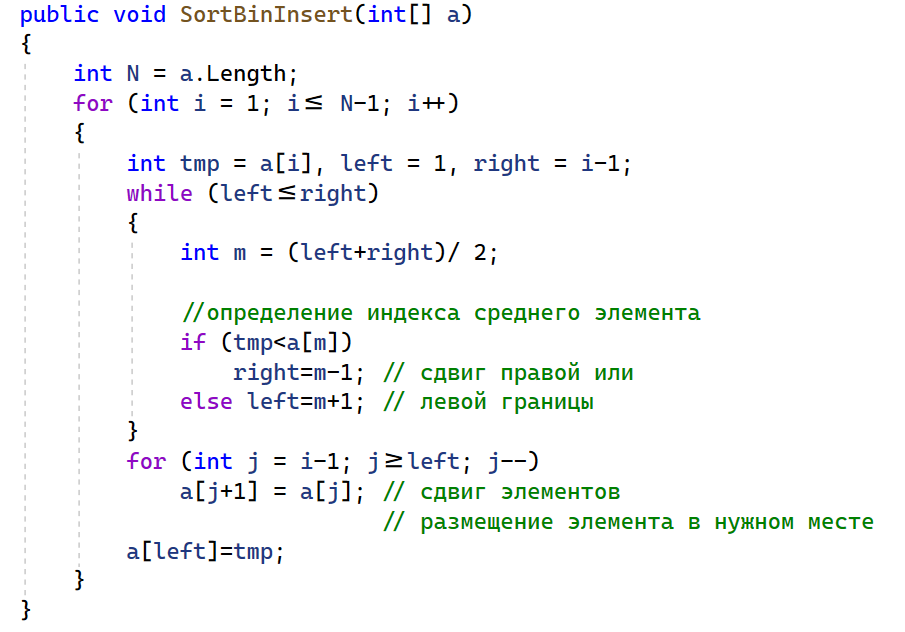 public void SortBinInsert(int[] a)
{
    int N = a.Length;
    for (int i = 1; i≤ N-1; i++)
    {
        int tmp = a[i], left = 1, right = i-1;
        while (left≤right)
        {
            int m = (left+right)/ 2;
            //определение индекса среднего элемента
            if (tmp<a[m])
                right=m-1; // сдвиг правой или
            else left=m+1; // левой границы
        }
        for (int j = i-1; j≥left; j--)
            a[j+1] = a[j]; // сдвиг элементов
                           // размещение элемента в нужном месте
        a[left]=tmp;
    }
}